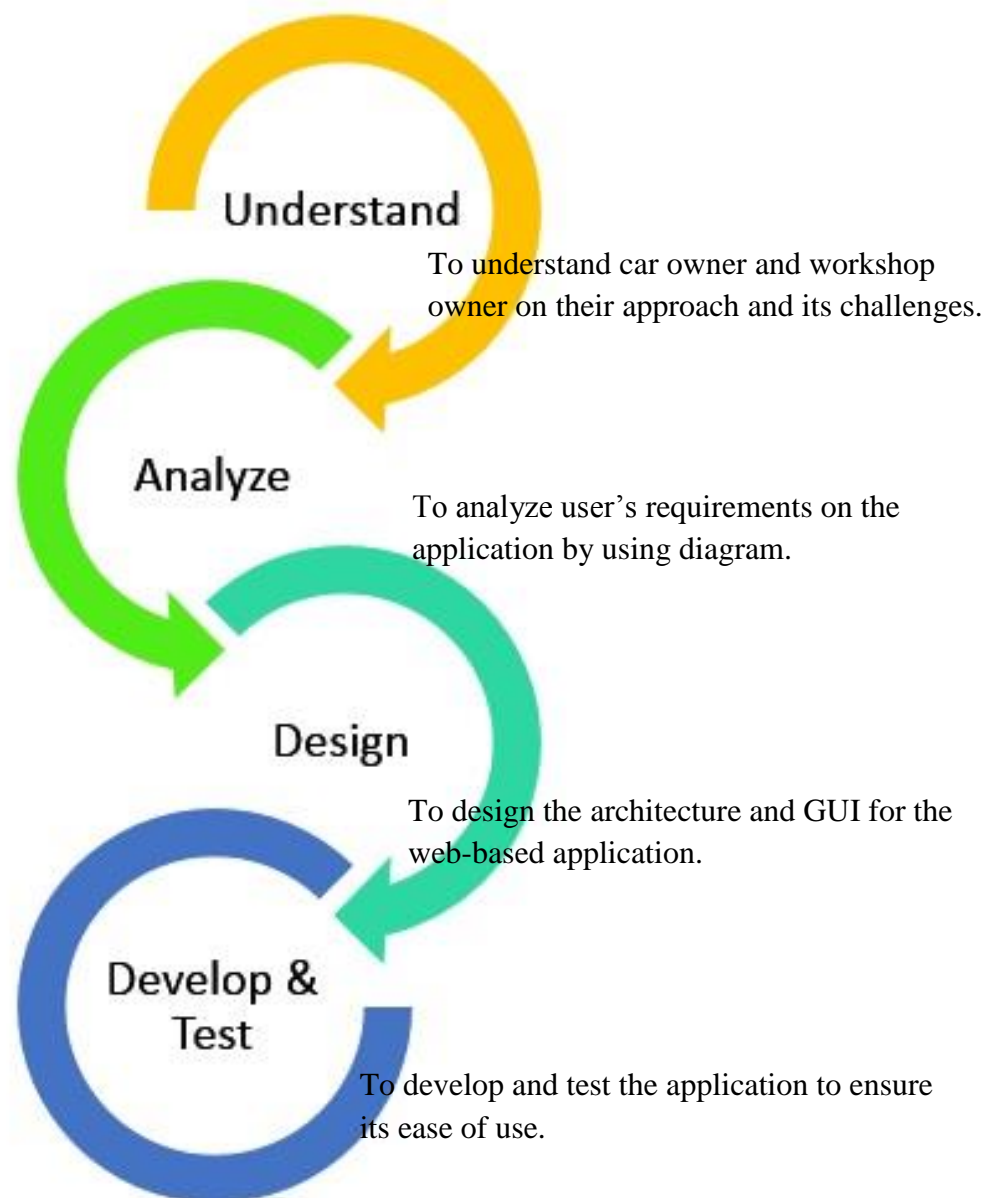 Understand
To understand car owner and workshop
owner on their approach and its challenges.
Analyze
To analyze user’s requirements on the
application by using diagram.
Design
To design the architecture and GUI for the
web-based application.
Develop &
Test
To develop and test the application to ensure
its ease of use.